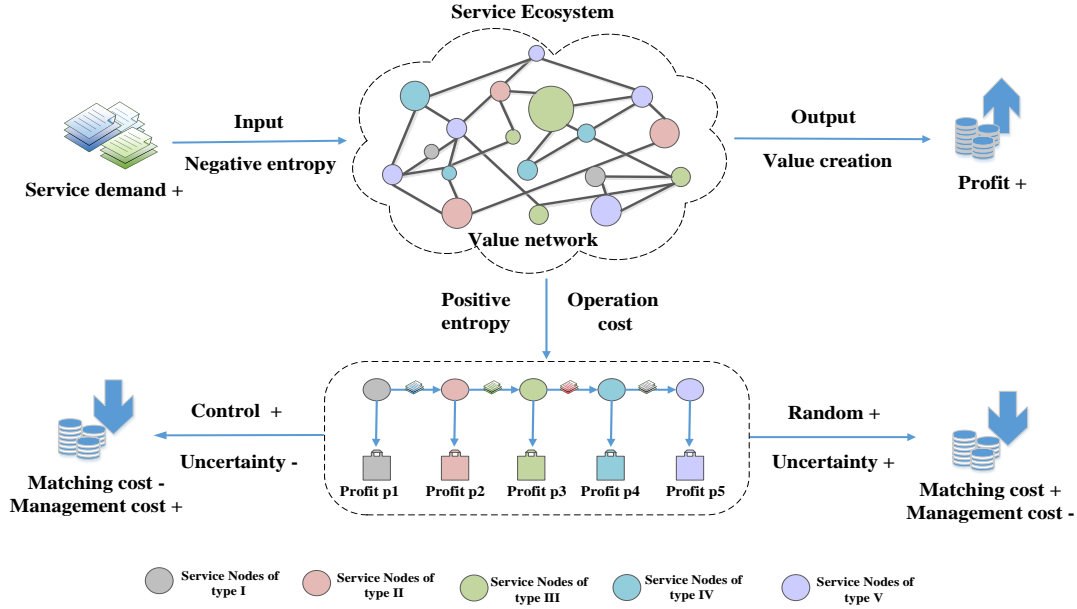 Service Ecosystem
Input
Negative entropy
Service demand +
Value network
Output
Value creation
Profit +
Positive
entropy
Operation
cost
Control +
Uncertainty -
Matching cost -
Management cost +
Profit p1
Profit p2
Profit p3
Profit p4
Profit p5
Random +
Uncertainty +
Matching cost +
Management cost -
Service Nodes of
type I
Service Nodes of
type II
Service Nodes of
type III
Service Nodes of
type IV
Service Nodes of
type V